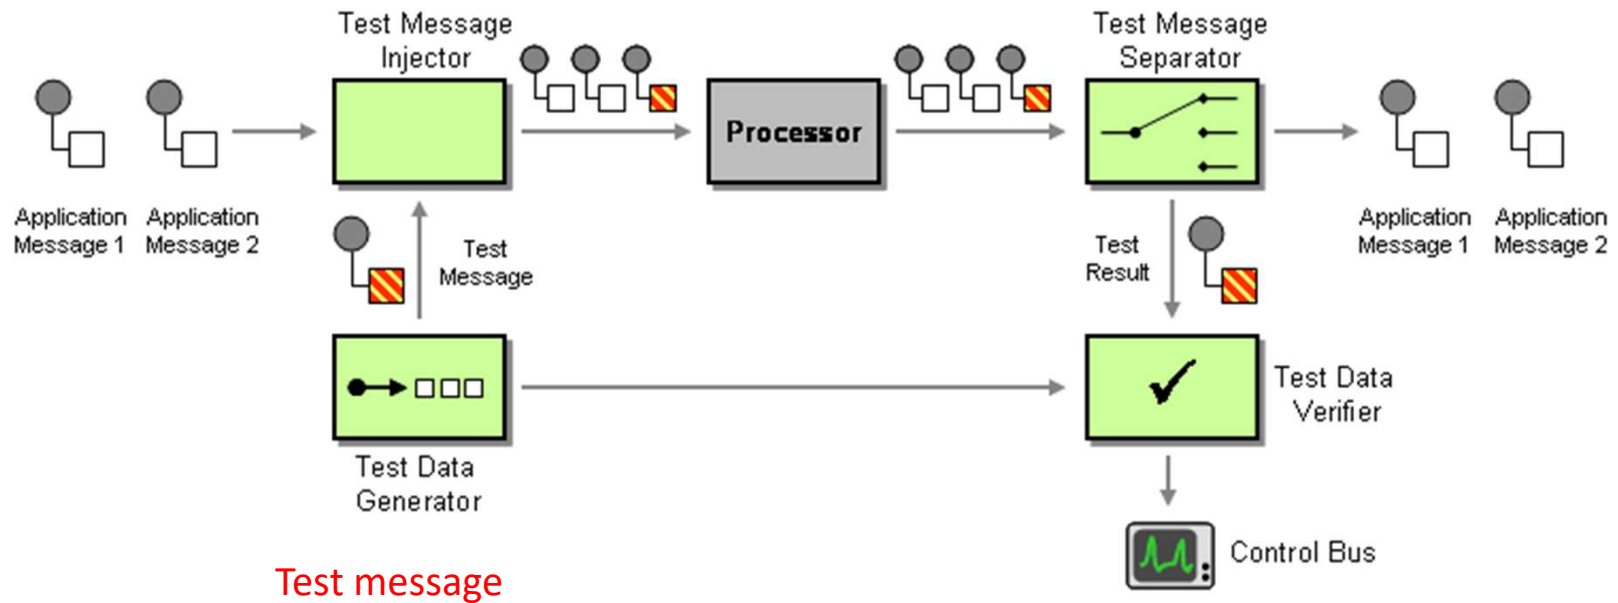 Test Message
Injector
Test Message
Separator
Processor
Application
Message 1
Application
Message 2
Test
Message
Test
Result
Application
Message 1
Application
Message 2
Test Data
Generator
Test Data
Verifier
Control Bus
Test message